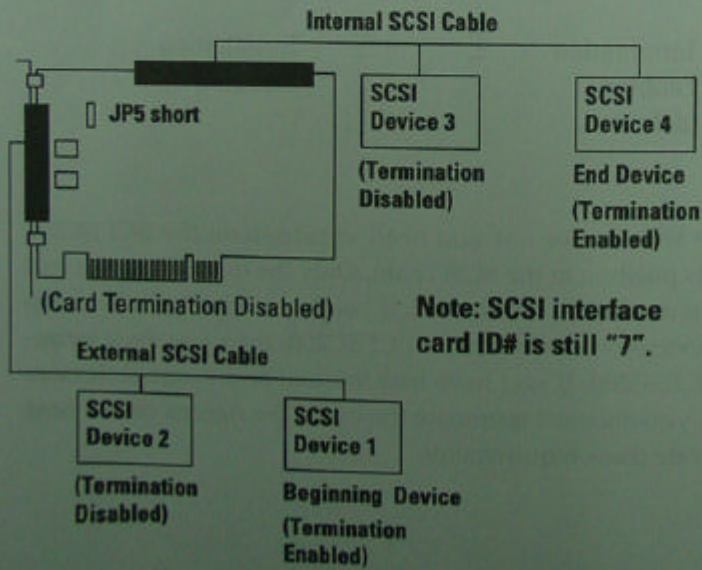 Internal SCSI Cable
JP5 short
SCSI
Device 3
(Termination
Disabled)
SCSI
Device 4
End Device
(Termination
Enabled)
(Card Termination Disabled)
Note: SCSI interface
card ID# is still "7".
External SCSI Cable
SCSI
Device 2
(Termination
Disabled)
SCSI
Device 1
Beginning Device
(Termination
Enabled)